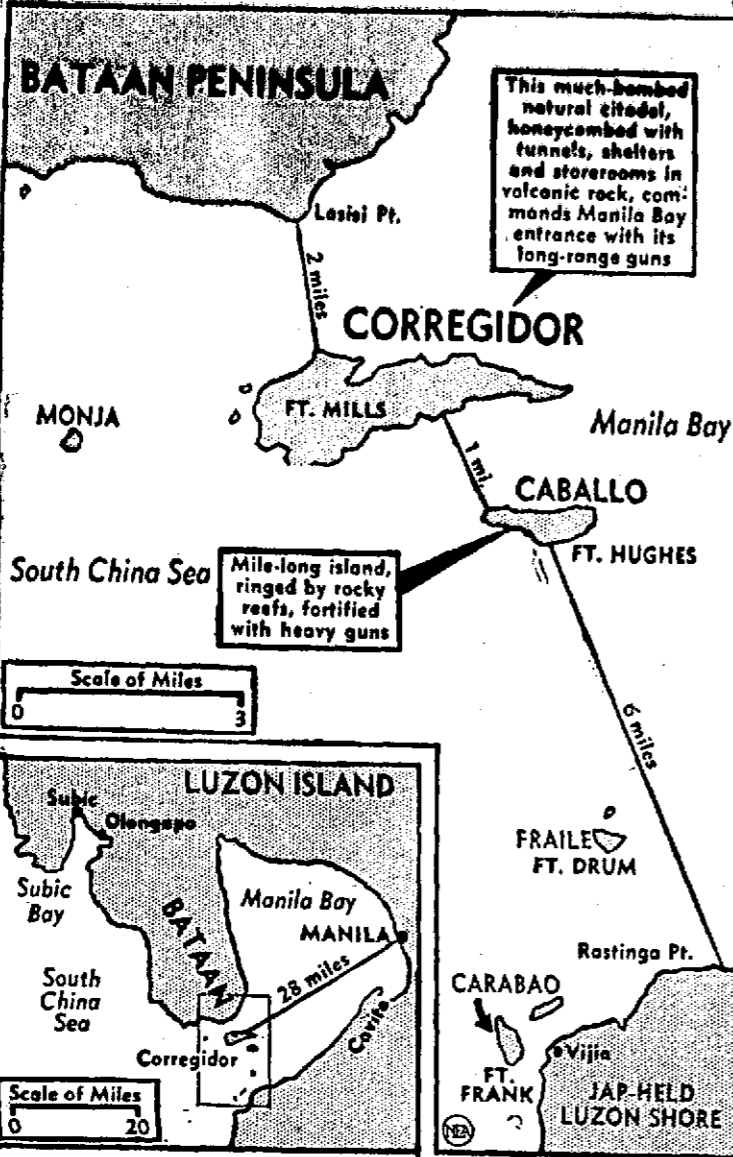 BATAAN PENINSULA
This much-bombed
natural citadel,
honeycombed with
tunnels, shelters
and storerooms in
volcanic rock, com-
mands Manila Bay
entrance with its
long-range guns
Lasisi Pt.
2 miles
CORREGIDOR
FT. MILLS
MONJA
Manila Bay
1 mi.
CABALLO
FT. HUGHES
South China Sea
Mile-long island,
ringed by rocky
reefs, fortified
with heavy guns
Scale of Miles
0 3
6 miles
FRAILE
FT. DRUM
Rastinga Pt.
CARABAO
FT.
FRANK
Vijia
JAP-HELD
LUZON SHORE
NEA
LUZON ISLAND
Subic
Olongapo
Subic
Bay
BATAAN
Manila Bay
MANILA
28 miles
South
China
Sea
Cavite
Corregidor
Scale of Miles
0 20